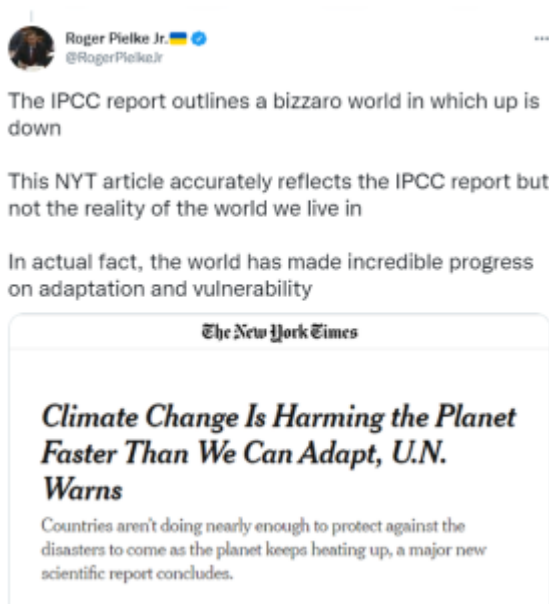 Roger Pielke Jr.
@RogerPielkeJr
The IPCC report outlines a bizzaro world in which up is
down
This NYT article accurately reflects the IPCC report but
not the reality of the world we live in
In actual fact, the world has made incredible progress
on adaptation and vulnerability
The New York Times
Climate Change Is Harming the Planet
Faster Than We Can Adapt, U.N.
Warns
Countries aren't doing nearly enough to protect against the
disasters to come as the planet keeps heating up, a major new
scientific report concludes.